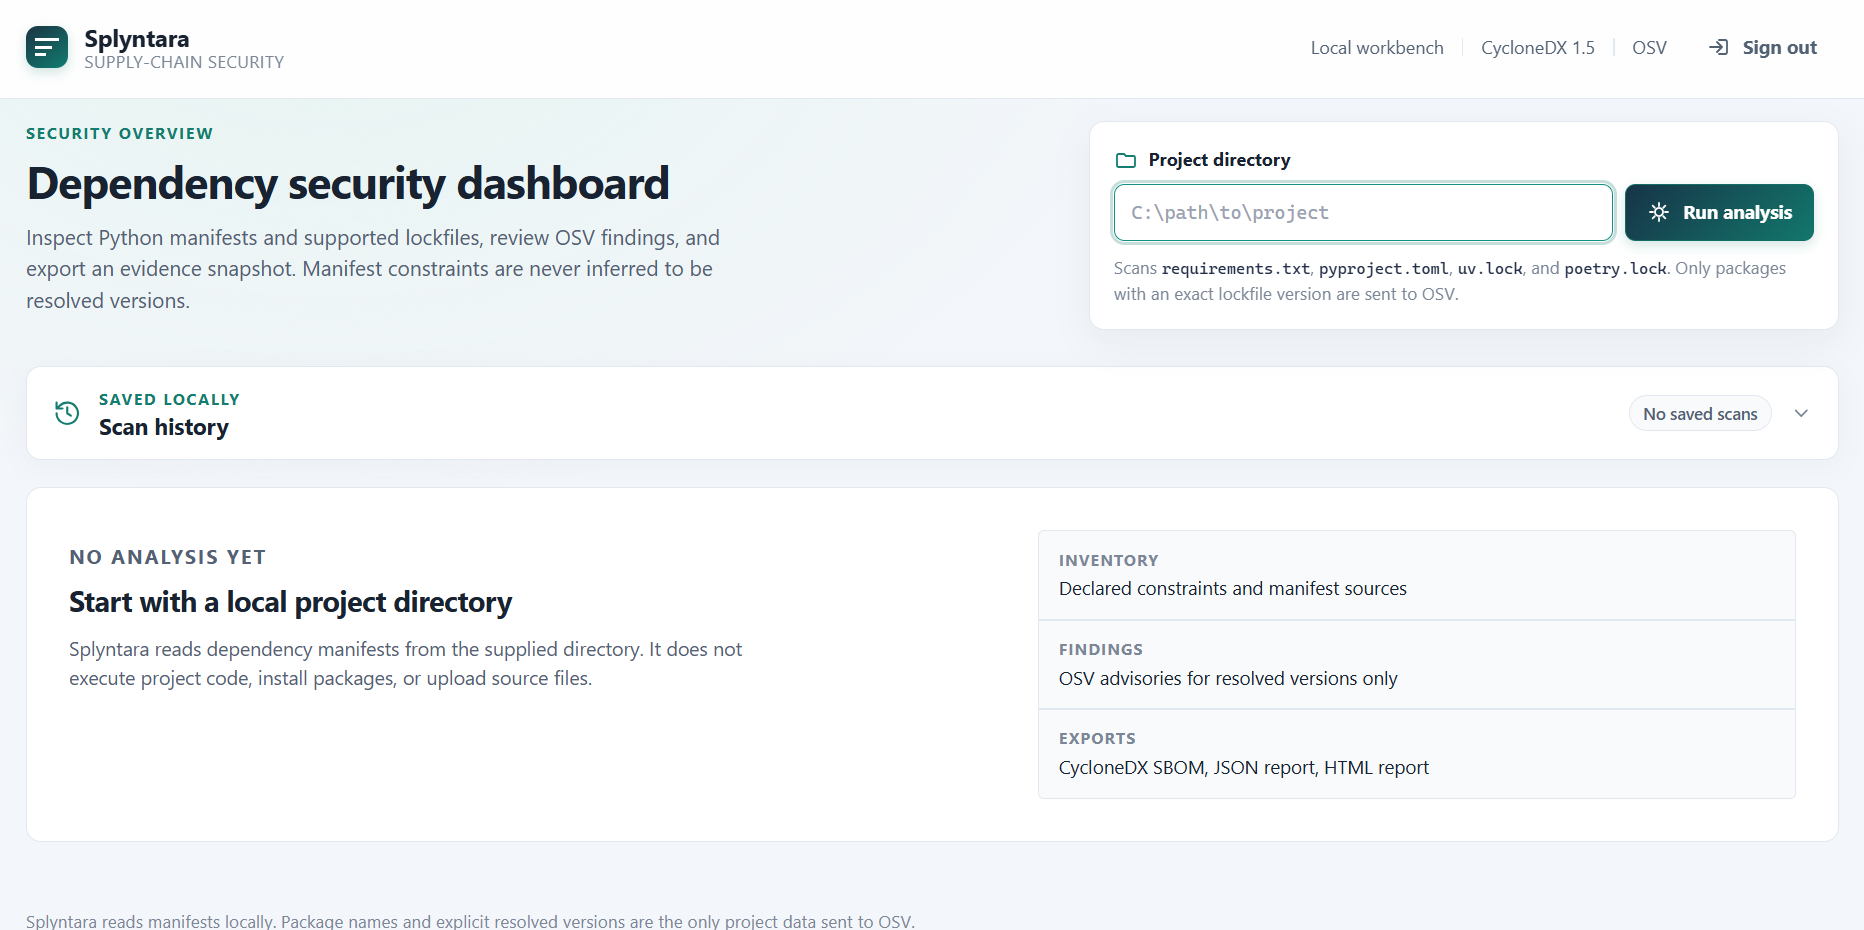 Splyntara
SUPPLY-CHAIN SECURITY
Local workbench
CycloneDX 1.5
OSV
Sign out
SECURITY OVERVIEW
Dependency security dashboard
Inspect Python manifests and supported lockfiles, review OSV findings, and
export an evidence snapshot. Manifest constraints are never inferred to be
resolved versions.
Project directory
C:\path\to\project
Run analysis
Scans requirements.txt, pyproject.toml, uv.lock, and poetry.lock. Only packages
with an exact lockfile version are sent to OSV.
SAVED LOCALLY
Scan history
No saved scans
NO ANALYSIS YET
Start with a local project directory
Splyntara reads dependency manifests from the supplied directory. It does not
execute project code, install packages, or upload source files.
INVENTORY
Declared constraints and manifest sources
FINDINGS
OSV advisories for resolved versions only
EXPORTS
CycloneDX SBOM, JSON report, HTML report
Splyntara reads manifests locally. Package names and explicit resolved versions are the only project data sent to OSV.